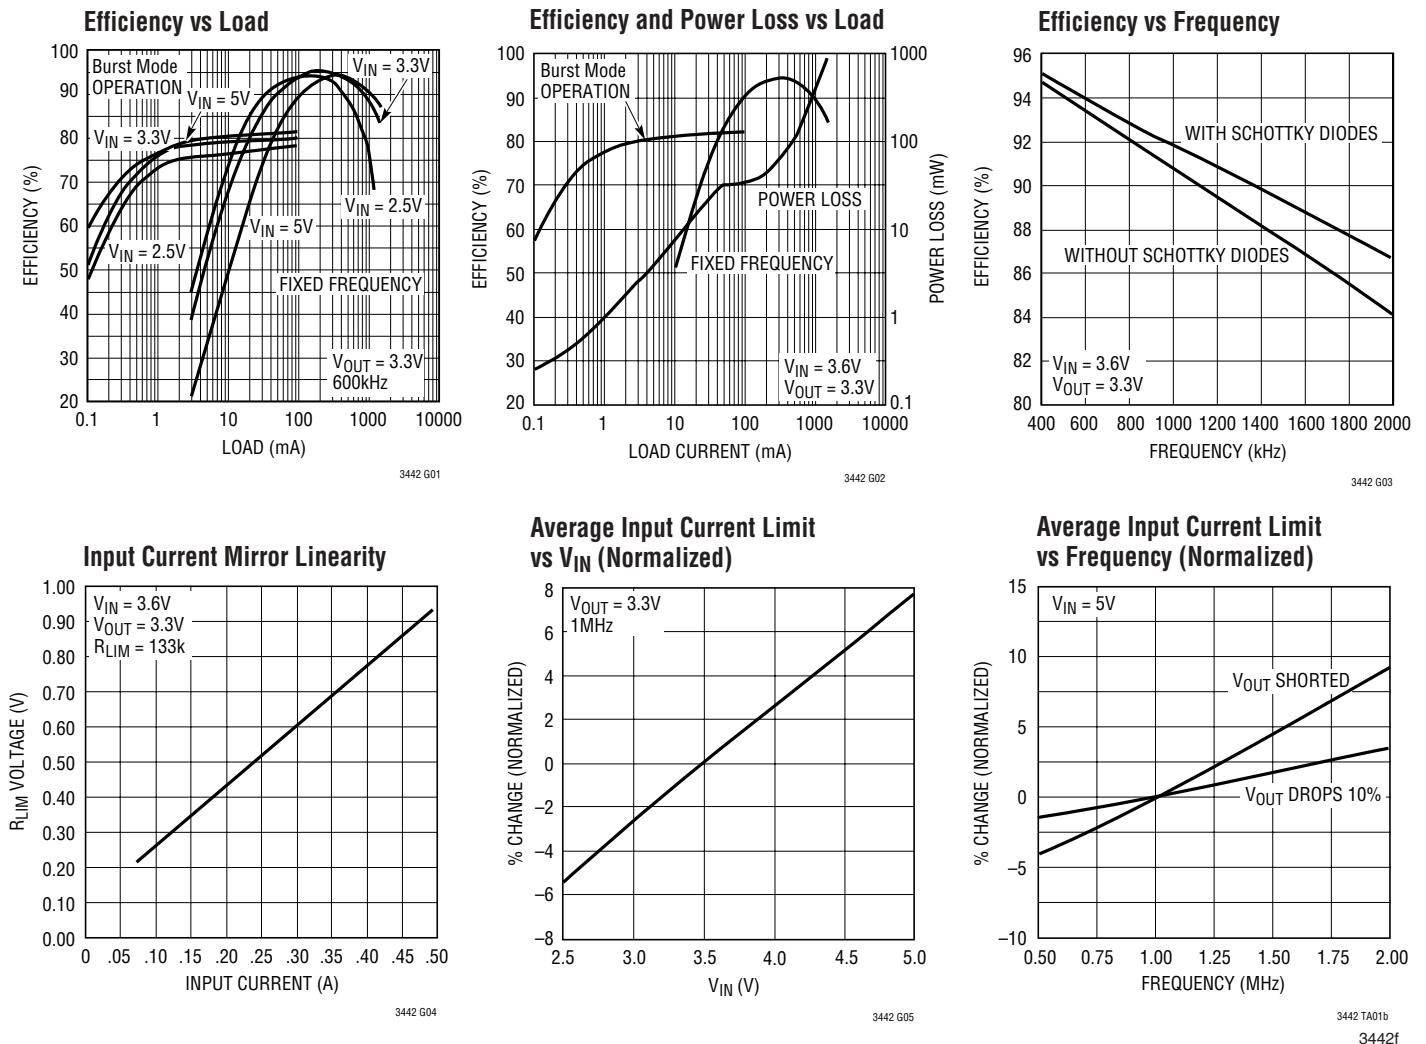 Efficiency vs Load
100
90
80
70
60
50
40
30
20
EFFICIENCY (%)
Burst Mode
OPERATION
VIN = 5V
VIN = 3.3V
VIN = 3.3V
VIN = 2.5V
VIN = 5V
VIN = 2.5V
FIXED FREQUENCY
VOUT = 3.3V
600kHz
0.1 1 10 100 1000 10000
LOAD (mA)
3442 G01
Efficiency and Power Loss vs Load
100
90
80
70
60
50
40
30
20
EFFICIENCY (%)
Burst Mode
OPERATION
POWER LOSS
FIXED FREQUENCY
VIN = 3.6V
VOUT = 3.3V
1000
100
10
1
0.1
POWER LOSS (mW)
0.1 1 10 100 1000 10000
LOAD CURRENT (mA)
3442 G02
Efficiency vs Frequency
96
94
92
90
88
86
84
82
80
EFFICIENCY (%)
WITH SCHOTTKY DIODES
WITHOUT SCHOTTKY DIODES
VIN = 3.6V
VOUT = 3.3V
400 600 800 1000 1200 1400 1600 1800 2000
FREQUENCY (kHz)
3442 G03
Input Current Mirror Linearity
1.00
0.90
0.80
0.70
0.60
0.50
0.40
0.30
0.20
0.10
0.00
RLIM VOLTAGE (V)
VIN = 3.6V
VOUT = 3.3V
RLIM = 133k
0 .05 .10 .15 .20 .25 .30 .35 .40 .45 .50
INPUT CURRENT (A)
3442 G04
Average Input Current Limit
vs VIN (Normalized)
8
6
4
2
0
–2
–4
–6
–8
% CHANGE (NORMALIZED)
VOUT = 3.3V
1MHz
2.5 3.0 3.5 4.0 4.5 5.0
VIN (V)
3442 G05
Average Input Current Limit
vs Frequency (Normalized)
15
10
5
0
–5
–10
% CHANGE (NORMALIZED)
VIN = 5V
VOUT SHORTED
VOUT DROPS 10%
0.50 0.75 1.00 1.25 1.50 1.75 2.00
FREQUENCY (MHz)
3442 TA01b
3442f